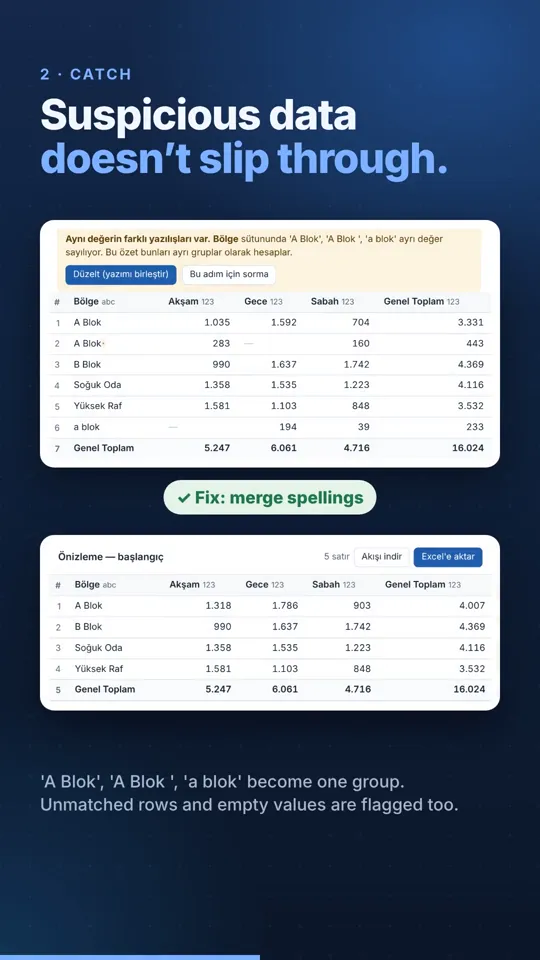 2 · CATCH
Suspicious data
doesn’t slip through.
Aynı değerin farklı yazılışları var. Bölge sütununda 'A Blok', 'A Blok ', 'a blok' ayrı değer
sayılıyor. Bu özet bunları ayrı gruplar olarak hesaplar.
Düzelt (yazımı birleştir) Bu adım için sorma
# Bölge abc Akşam 123 Gece 123 Sabah 123 Genel Toplam 123
1 A Blok 1.035 1.592 704 3.331
2 A Blok· 283 — 160 443
3 B Blok 990 1.637 1.742 4.369
4 Soğuk Oda 1.358 1.535 1.223 4.116
5 Yüksek Raf 1.581 1.103 848 3.532
6 a blok — 194 39 233
7 Genel Toplam 5.247 6.061 4.716 16.024
✓ Fix: merge spellings
Önizleme — başlangıç 5 satır Akışı indir Excel'e aktar
# Bölge abc Akşam 123 Gece 123 Sabah 123 Genel Toplam 123
1 A Blok 1.318 1.786 903 4.007
2 B Blok 990 1.637 1.742 4.369
3 Soğuk Oda 1.358 1.535 1.223 4.116
4 Yüksek Raf 1.581 1.103 848 3.532
5 Genel Toplam 5.247 6.061 4.716 16.024
'A Blok', 'A Blok ', 'a blok' become one group.
Unmatched rows and empty values are flagged too.